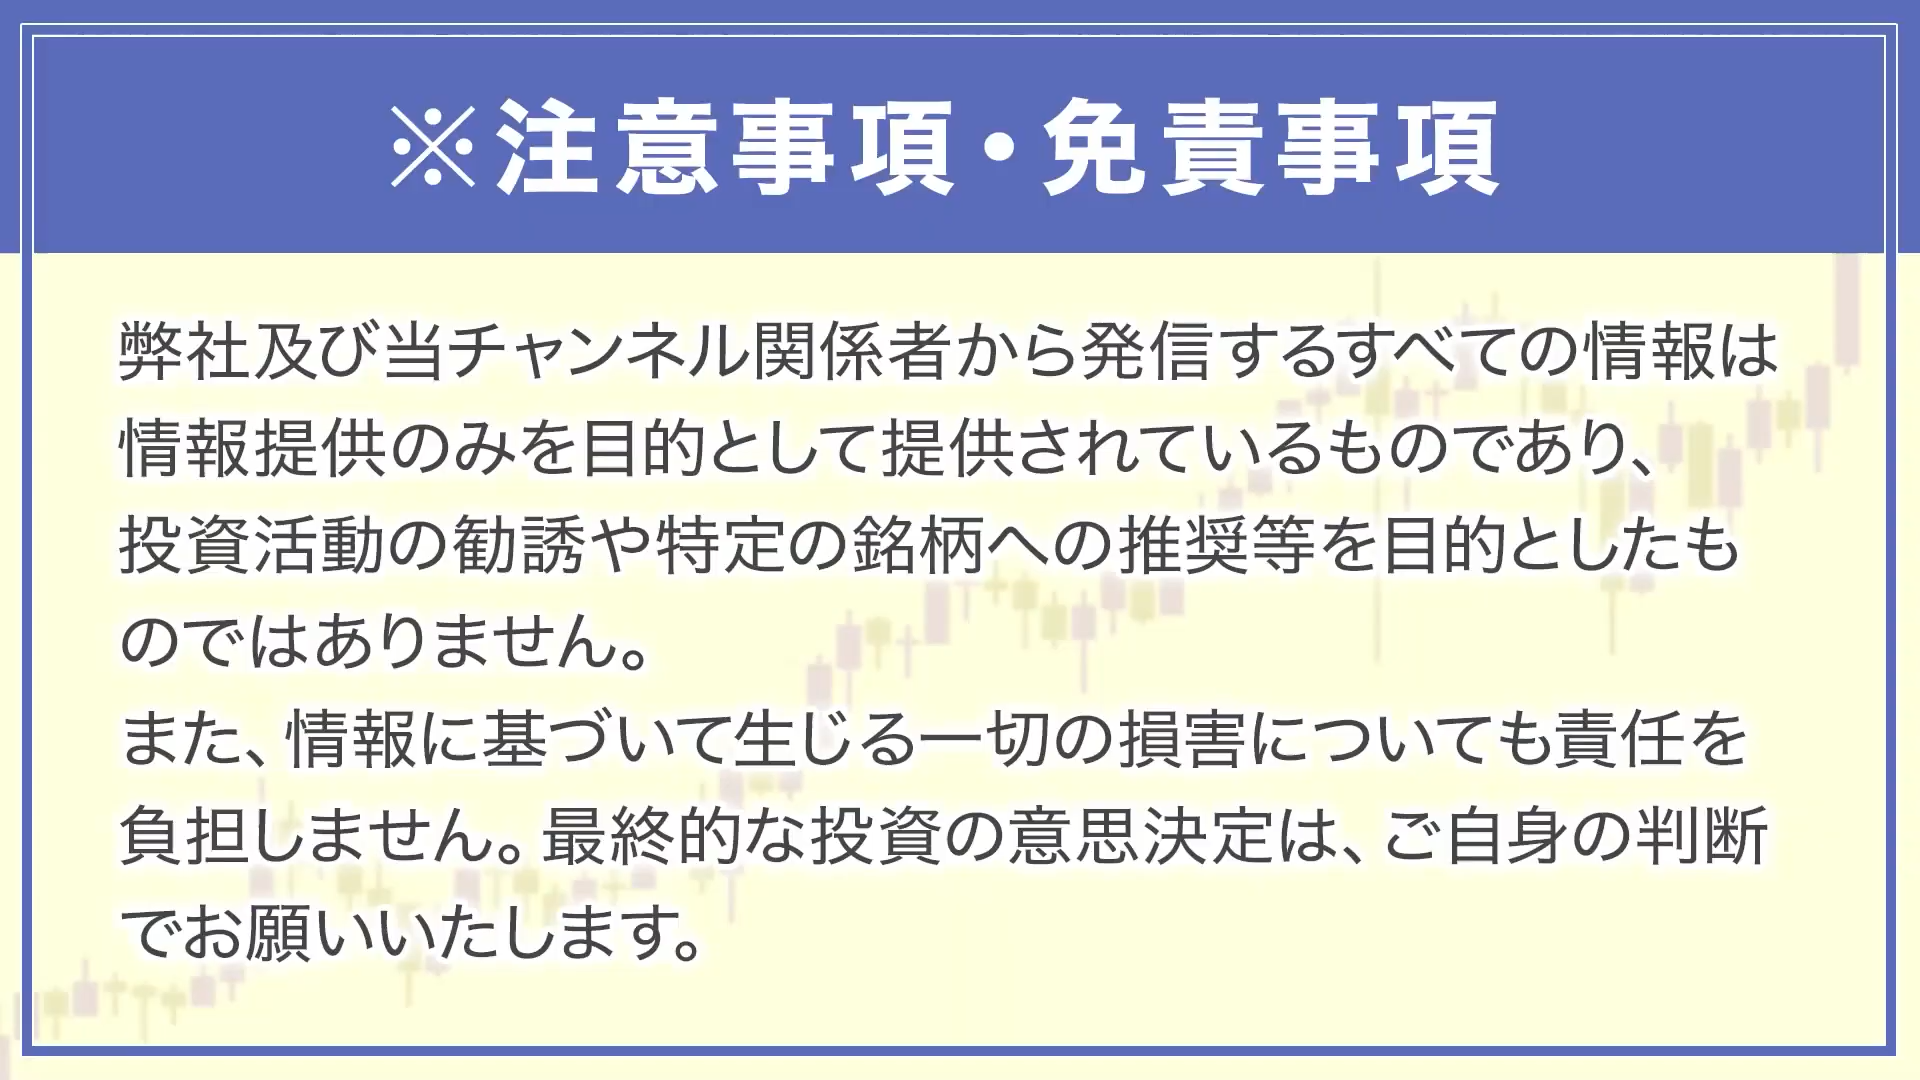 ※注意事項・免責事項
弊社及び当チャンネル関係者から発信するすべての情報は
情報提供のみを目的として提供されているものであり、
投資活動の勧誘や特定の銘柄への推奨等を目的としたも
のではありません。
また、情報に基づいて生じる一切の損害についても責任を
負担しません。最終的な投資の意思決定は、ご自身の判断
でお願いいたします。